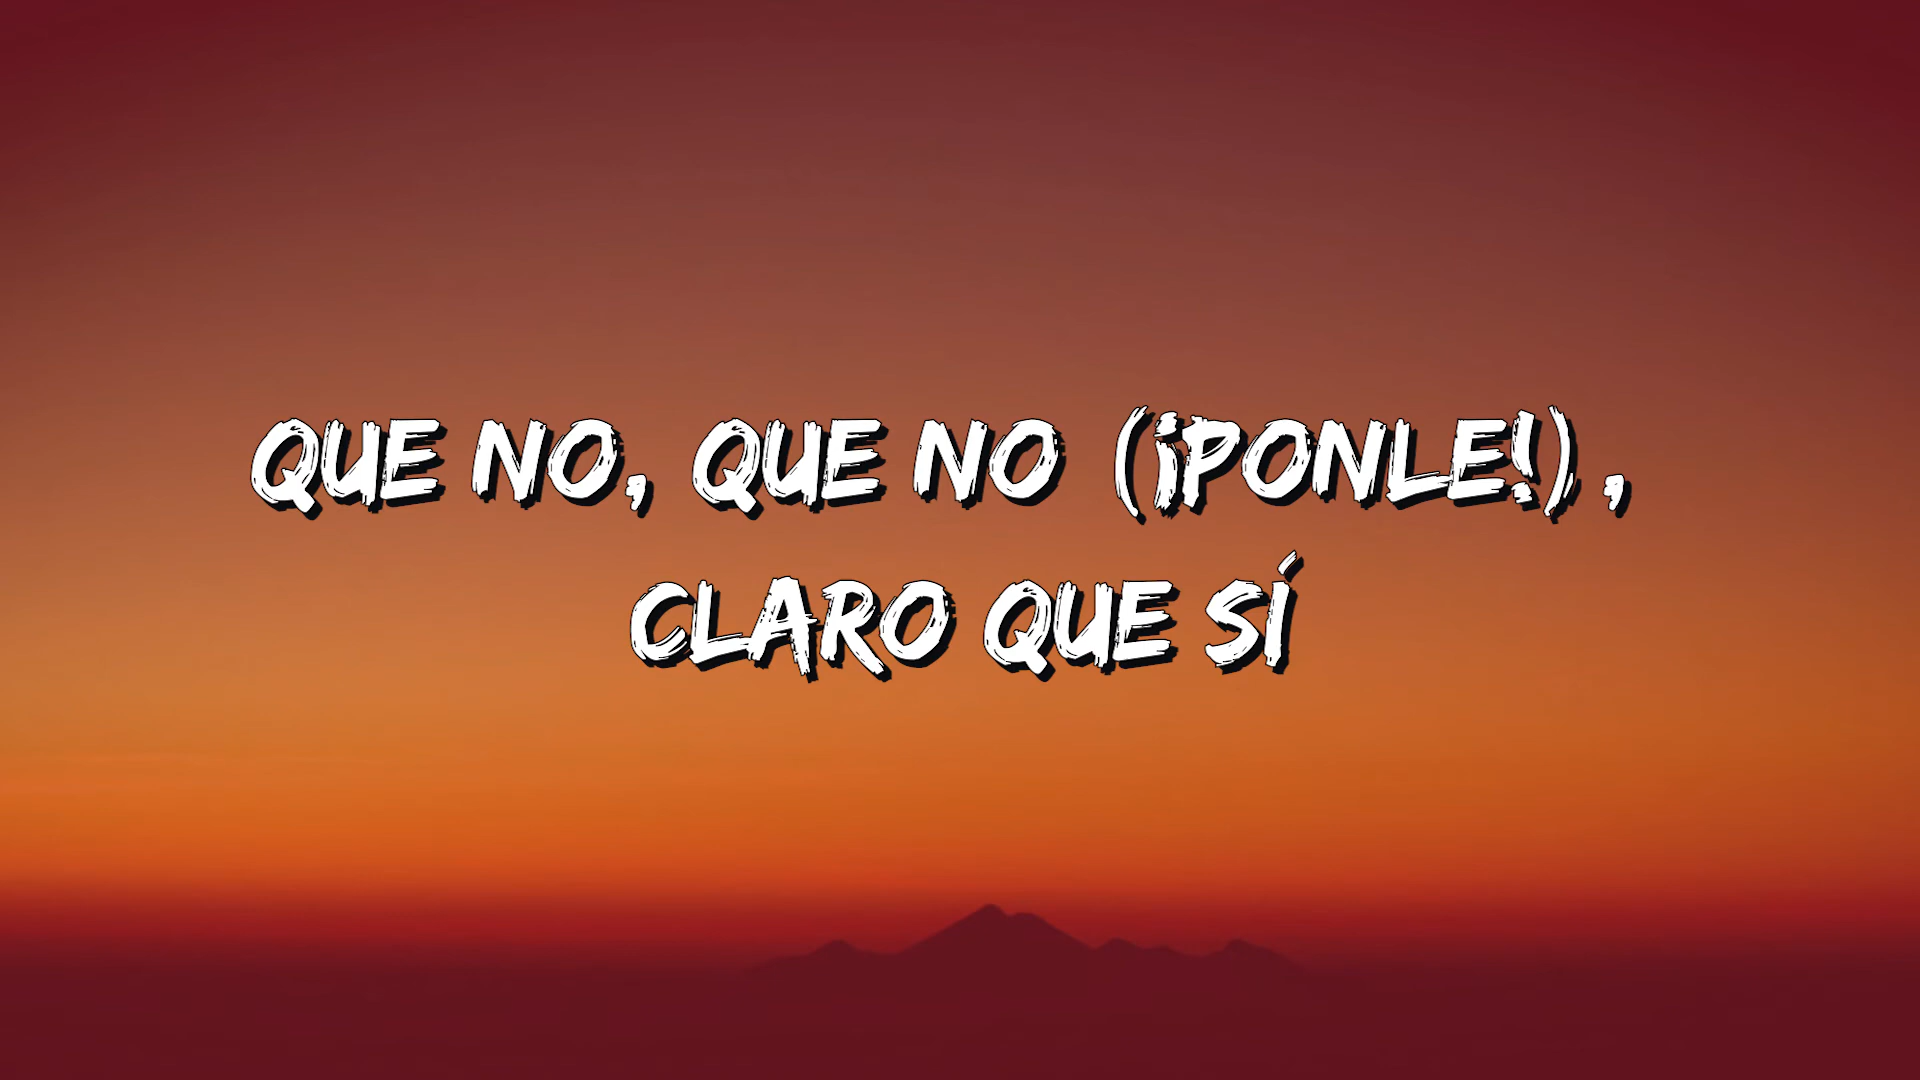 QUE NO, QUE NO (¡PONLE!) ,
CLARO QUE SÍ